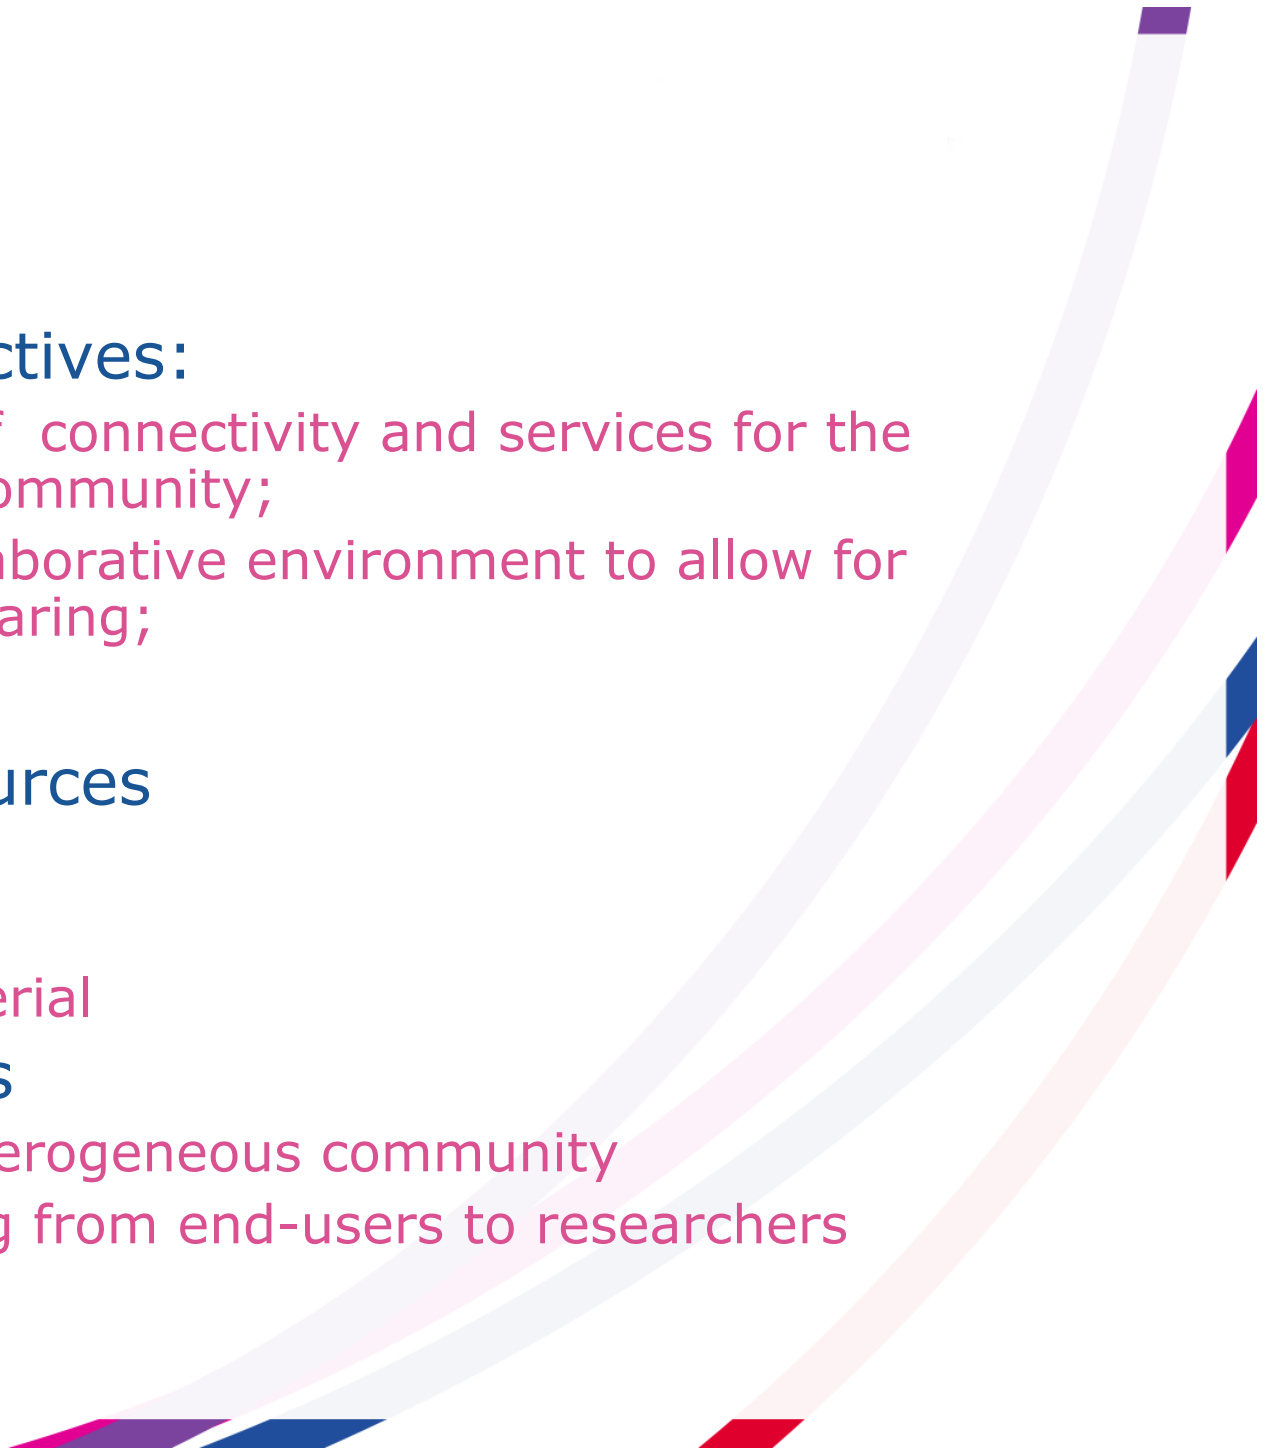 ctives:
connectivity and services for the
ommunity;
aborative environment to allow for
aring;
urces
erial
s
erogeneous community
g from end-users to researchers